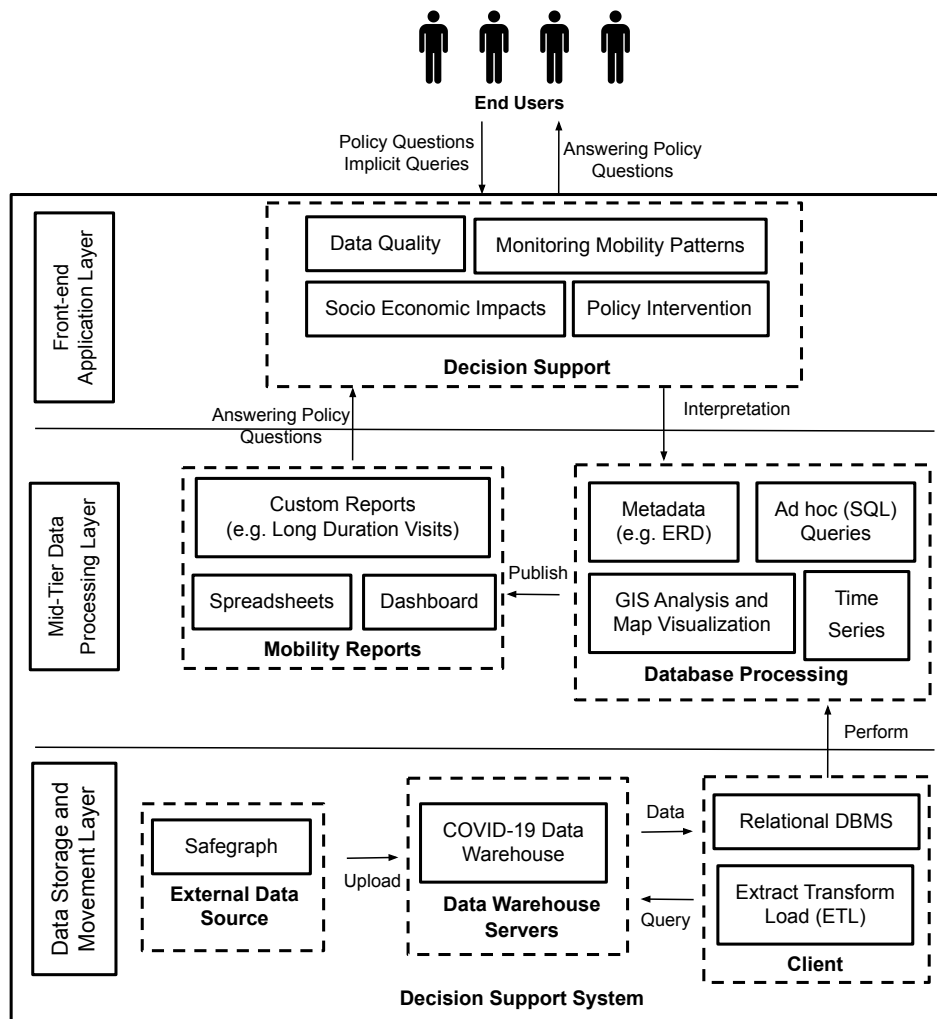 End Users
Policy Questions
Implicit Queries
Answering Policy
Questions
Front-end
Application Layer
Data Quality
Monitoring Mobility Patterns
Socio Economic Impacts
Policy Intervention
Decision Support
Answering Policy
Questions
Interpretation
Mid-Tier Data
Processing Layer
Custom Reports
(e.g. Long Duration Visits)
Spreadsheets
Dashboard
Mobility Reports
Publish
Metadata
(e.g. ERD)
Ad hoc (SQL)
Queries
GIS Analysis and
Map Visualization
Time
Series
Database Processing
Perform
Data Storage and
Movement Layer
Safegraph
External Data
Source
Upload
COVID-19 Data
Warehouse
Data Warehouse
Servers
Data
Query
Relational DBMS
Extract Transform
Load (ETL)
Client
Decision Support System